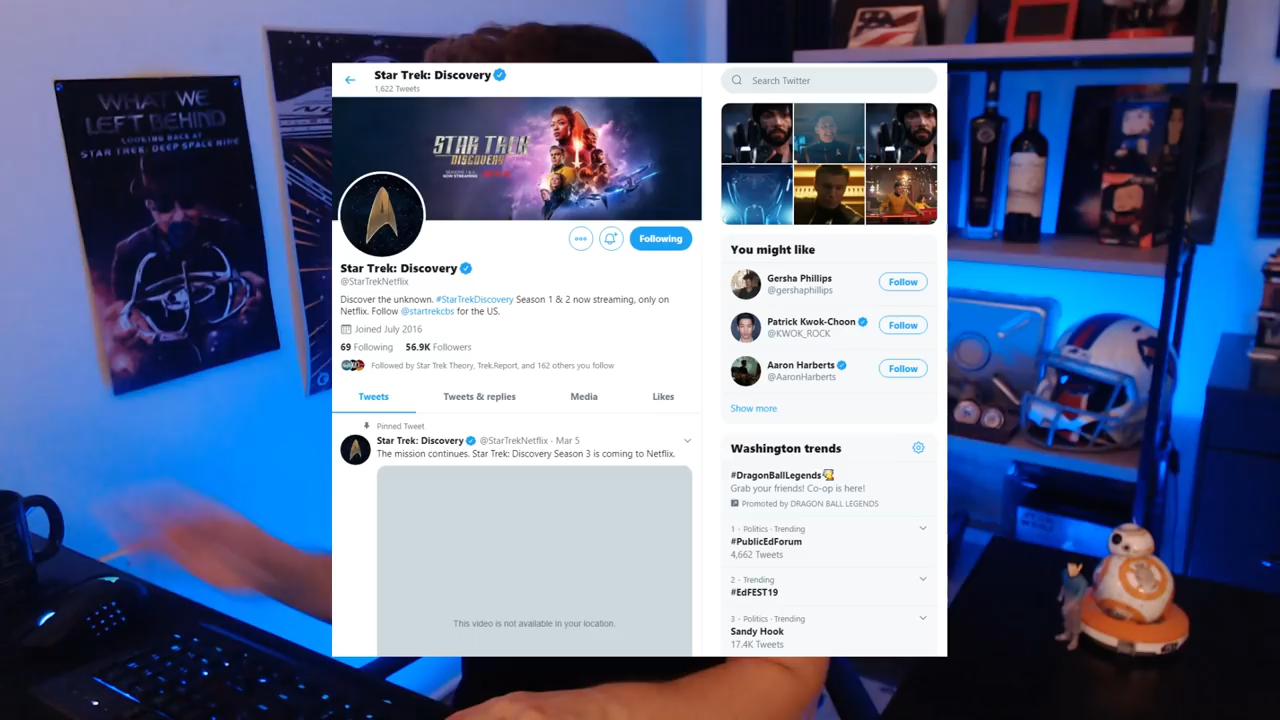 WHAT WE
LEFT BEHIND
LOOKING BACK AT
STAR TREK: DEEP SPACE NINE
Star Trek: Discovery
1,622 Tweets
Search Twitter
STAR TREK
DISCOVERY
SEASONS 1 & 2
NOW STREAMING
Following
Star Trek: Discovery
@StarTrekNetflix
Discover the unknown. #StarTrekDiscovery Season 1 & 2 now streaming, only on
Netflix. Follow @startrekcbs for the US.
Joined July 2016
69 Following 56.9K Followers
Followed by Star Trek Theory, Trek.Report, and 162 others you follow
Tweets Tweets & replies Media Likes
Pinned Tweet
Star Trek: Discovery @StarTrekNetflix · Mar 5
The mission continues. Star Trek: Discovery Season 3 is coming to Netflix.
This video is not available in your location.
You might like
Gersha Phillips
@gershaphillips
Follow
Patrick Kwok-Choon
@KWOK_ROCK
Follow
Aaron Harberts
@AaronHarberts
Follow
Show more
Washington trends
#DragonBallLegends
Grab your friends! Co-op is here!
Promoted by DRAGON BALL LEGENDS
1 · Politics · Trending
#PublicEdForum
4,662 Tweets
2 · Trending
#EdFEST19
3 · Politics · Trending
Sandy Hook
17.4K Tweets